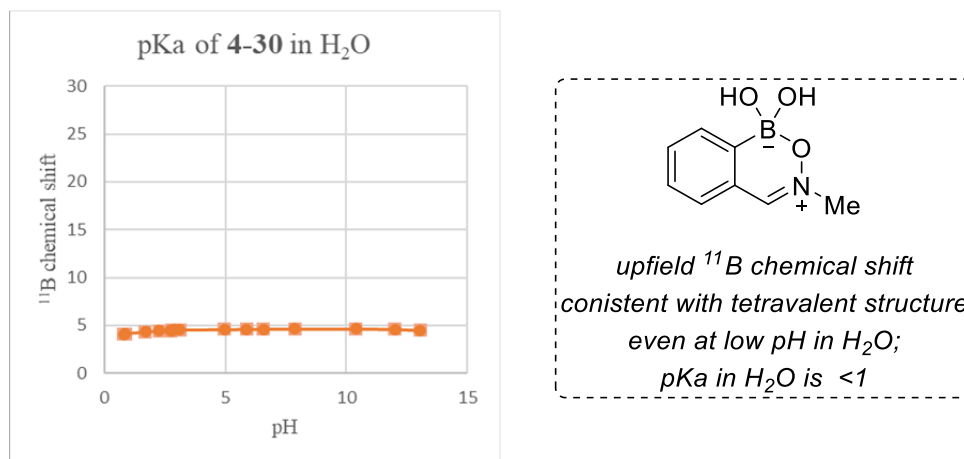 pKa of 4-30 in H₂O
30
25
20
15
10
5
0
¹¹B chemical shift
0 5 10 15
pH
HO OH
B
−
O
N
+
Me
upfield ¹¹B chemical shift
conistent with tetravalent structure
even at low pH in H₂O;
pKa in H₂O is <1